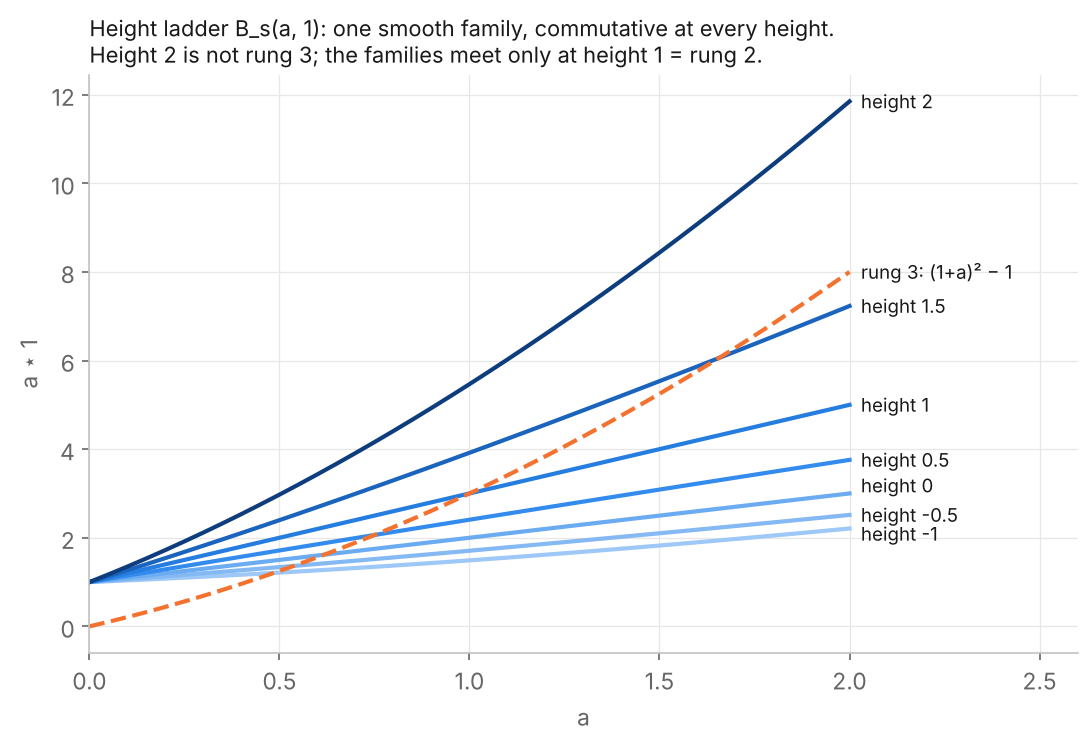 Height ladder B_s(a, 1): one smooth family, commutative at every height.
Height 2 is not rung 3; the families meet only at height 1 = rung 2.
12
10
8
6
4
2
0
a ⋆ 1
height 2
rung 3: (1+a)² − 1
height 1.5
height 1
height 0.5
height 0
height -0.5
height -1
0.0
0.5
1.0
1.5
2.0
2.5
a